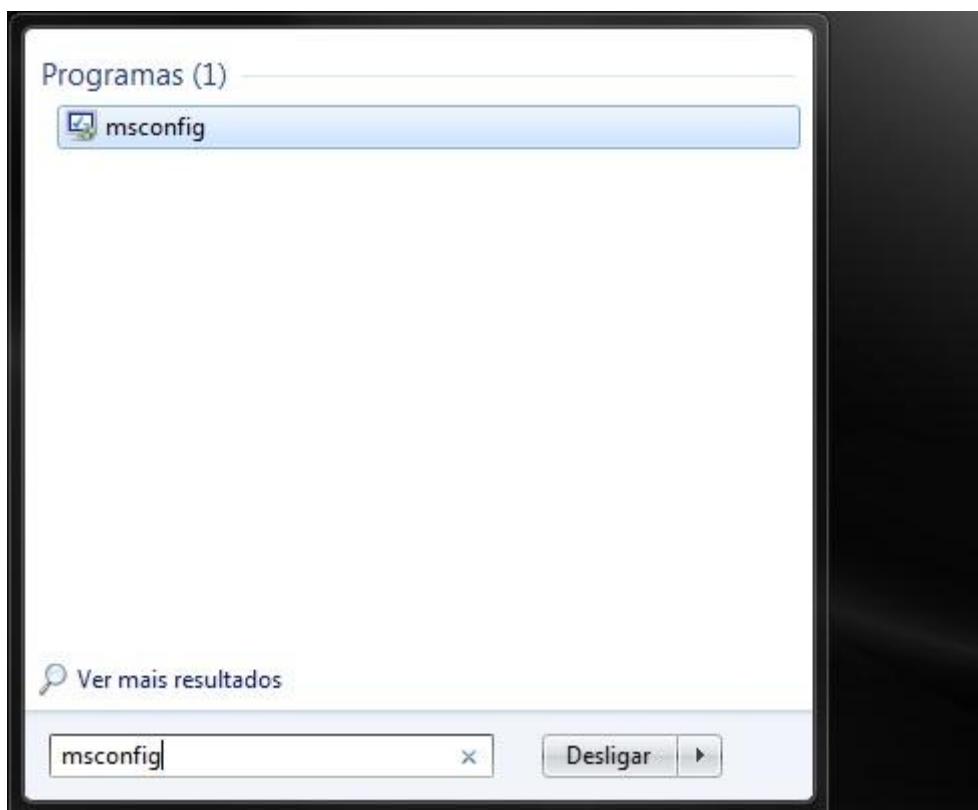 Programas (1)
msconfig
Ver mais resultados
msconfig
Desligar